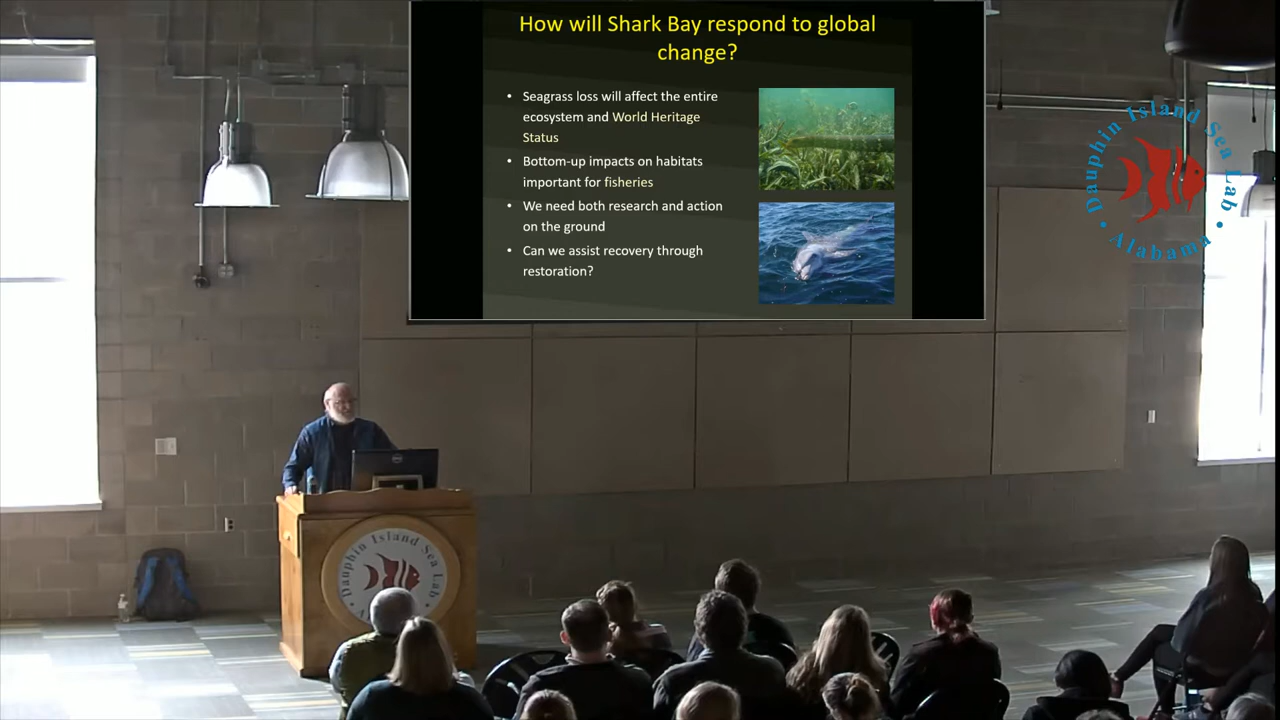 How will Shark Bay respond to global
change?
• Seagrass loss will affect the entire
ecosystem and World Heritage
Status
• Bottom-up impacts on habitats
important for fisheries
• We need both research and action
on the ground
• Can we assist recovery through
restoration?
Dauphin Island Sea Lab
• Alabama •
DELL
Dauphin Island Sea Lab